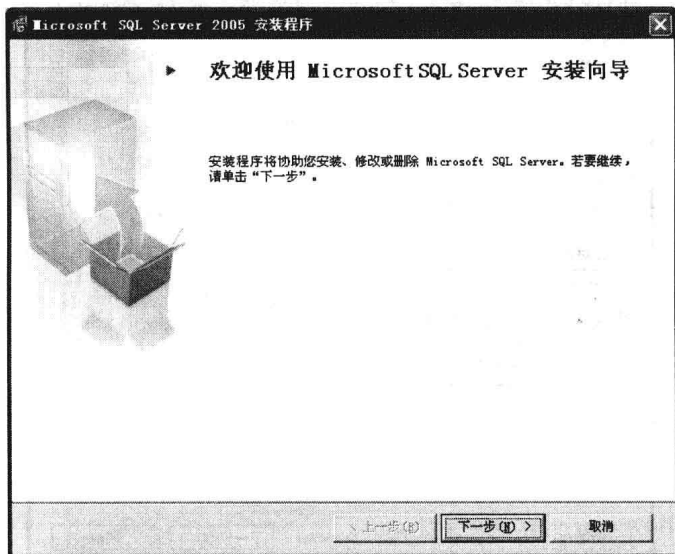 Microsoft SQL Server 2005 安装程序
欢迎使用 Microsoft SQL Server 安装向导
安装程序将协助您安装、修改或删除 Microsoft SQL Server。若要继续，
请单击“下一步”。
< 上一步(B)
下一步(N) >
取消